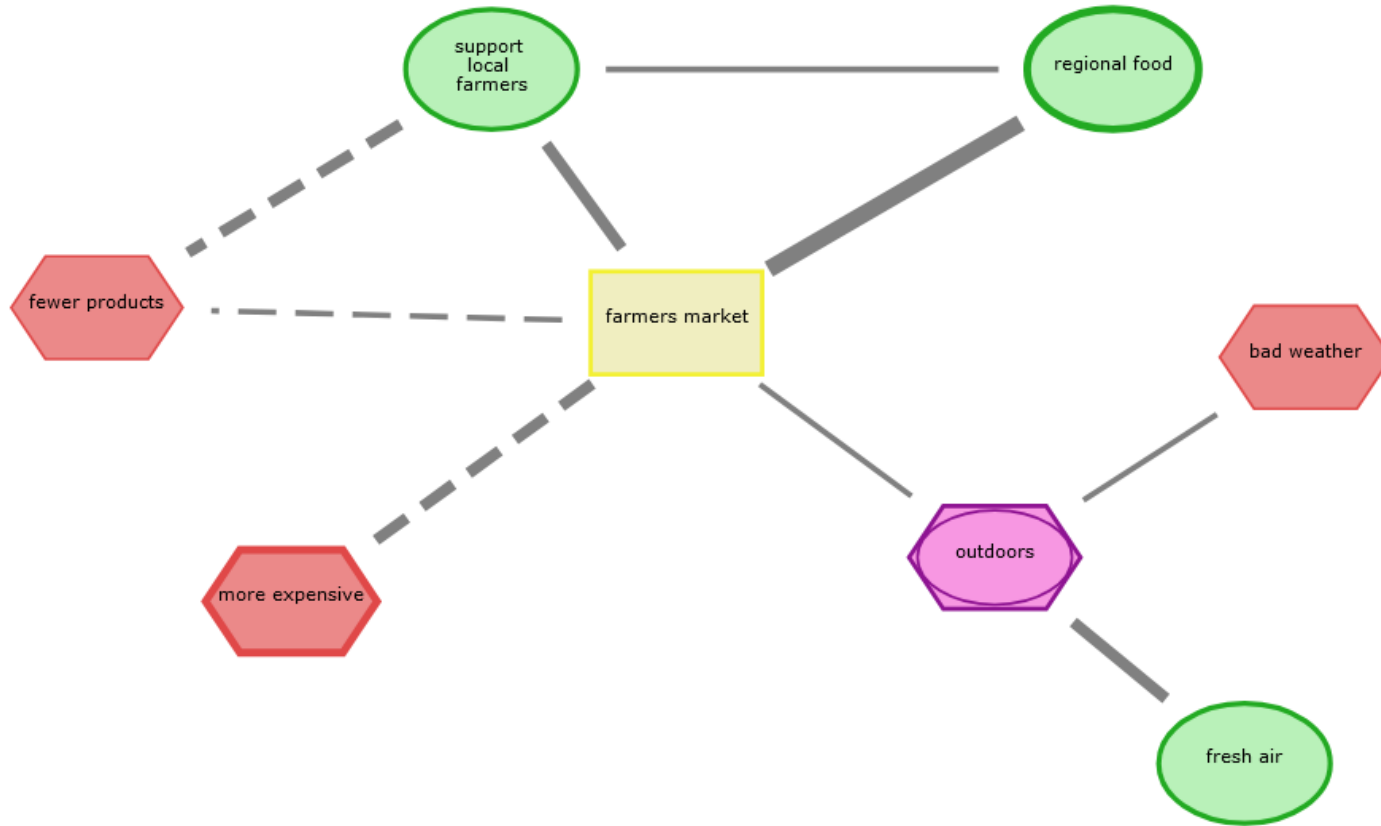 support
local
farmers
regional food
fewer products
farmers market
bad weather
outdoors
more expensive
fresh air